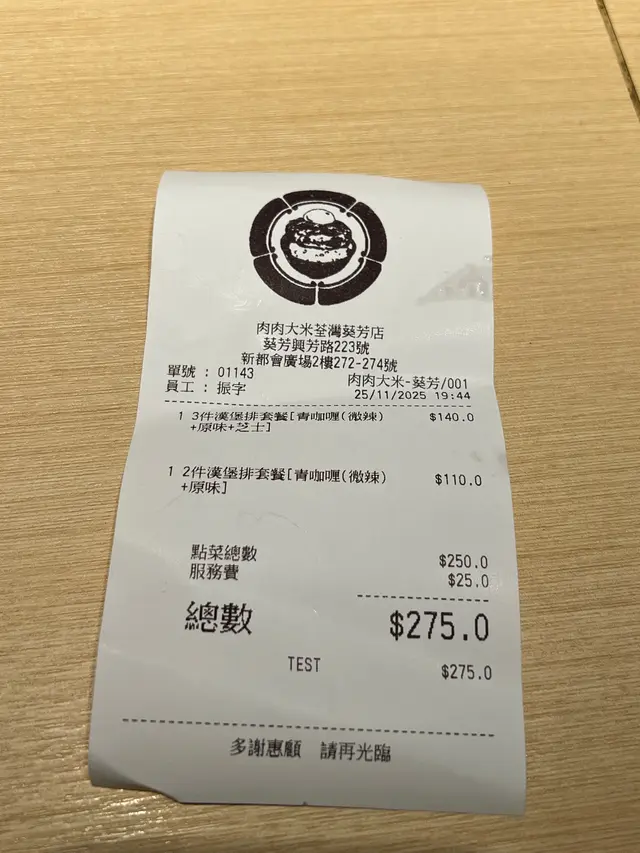 肉肉大米荃灣葵芳店
葵芳興芳路223號
新都會廣場2樓272-274號
單號 : 01143
肉肉大米-葵芳/001
員工 : 振字
25/11/2025 19:44
1 3件漢堡排套餐[青咖喱(微辣) $140.0
+原味+芝士]
1 2件漢堡排套餐[青咖喱(微辣) $110.0
+原味]
點菜總數 $250.0
服務費 $25.0
總數 $275.0
TEST $275.0
多謝惠顧 請再光臨